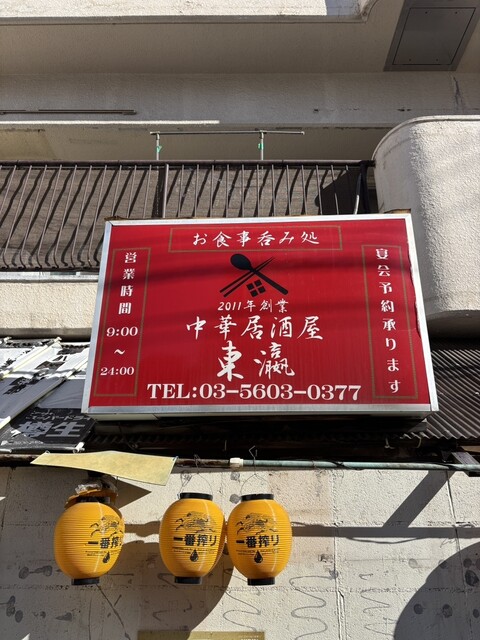 お食事呑み処
営業時間
9:00
～
24:00
2011年創業
中華居酒屋
東瀛
TEL:03-5603-0377
宴会予約承ります
樽生
一番搾り
一番搾り
一番搾り